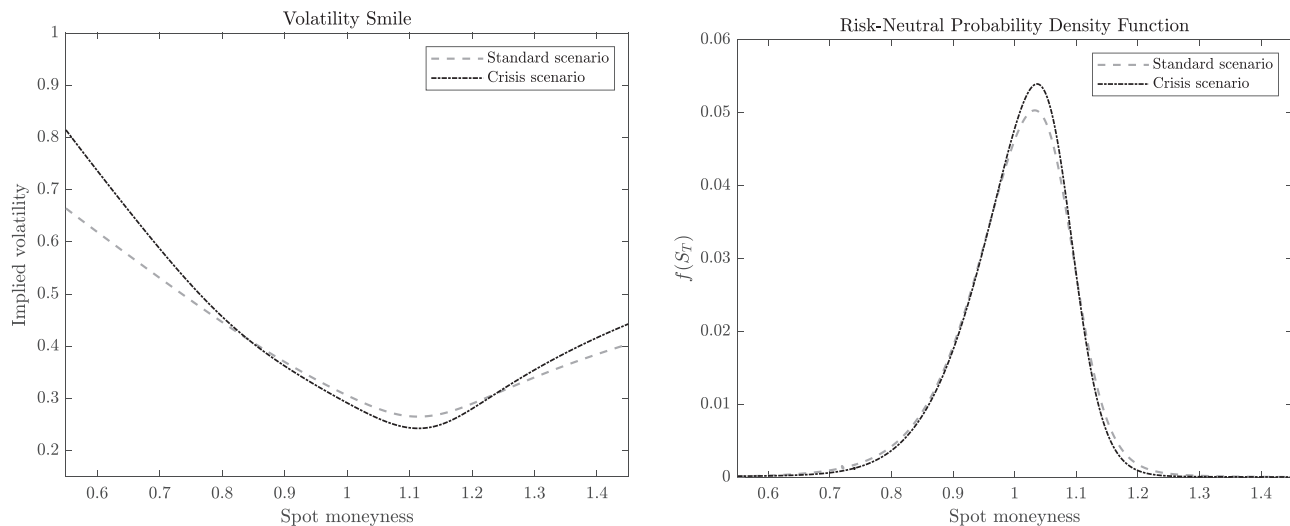 Volatility Smile
1
0.9
0.8
0.7
0.6
0.5
0.4
0.3
0.2
Implied volatility
Standard scenario
Crisis scenario
0.6 0.7 0.8 0.9 1 1.1 1.2 1.3 1.4
Spot moneyness
Risk-Neutral Probability Density Function
0.06
0.05
0.04
0.03
0.02
0.01
0
f(S_T)
Standard scenario
Crisis scenario
0.6 0.7 0.8 0.9 1 1.1 1.2 1.3 1.4
Spot moneyness